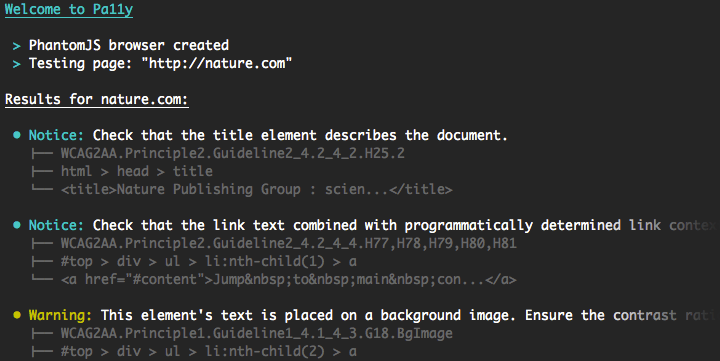 Welcome to Pa11y
> PhantomJS browser created
> Testing page: "http://nature.com"
Results for nature.com:
● Notice: Check that the title element describes the document.
├── WCAG2AA.Principle2.Guideline2_4.2_4_2.H25.2
├── html > head > title
└── <title>Nature Publishing Group : scien...</title>
● Notice: Check that the link text combined with programmatically determined link context
├── WCAG2AA.Principle2.Guideline2_4.2_4_4.H77,H78,H79,H80,H81
├── #top > div > ul > li:nth-child(1) > a
└── <a href="#content">Jump&nbsp;to&nbsp;main&nbsp;con...</a>
● Warning: This element's text is placed on a background image. Ensure the contrast ratio
├── WCAG2AA.Principle1.Guideline1_4.1_4_3.G18.BgImage
├── #top > div > ul > li:nth-child(2) > a